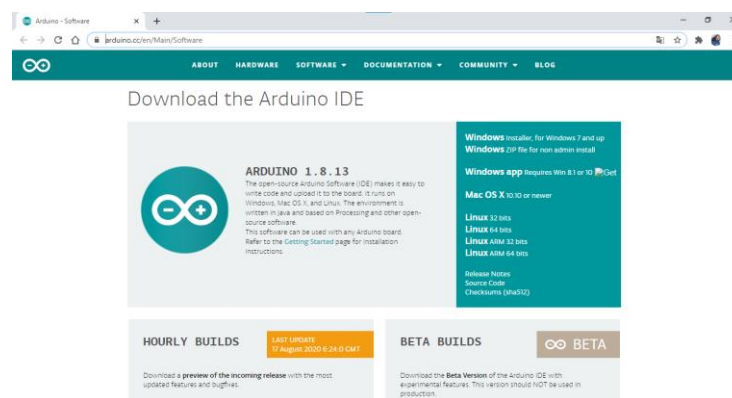 Arduino - Software
arduino.cc/en/Main/Software
ABOUT HARDWARE SOFTWARE DOCUMENTATION COMMUNITY BLOG
Download the Arduino IDE
ARDUINO 1.8.13
The open-source Arduino Software (IDE) makes it easy to
write code and upload it to the board. It runs on
Windows, Mac OS X, and Linux. The environment is
written in Java and based on Processing and other open-
source software.
This software can be used with any Arduino board.
Refer to the Getting Started page for Installation
instructions.
Windows Installer, for Windows 7 and up
Windows ZIP file for non admin install
Windows app Requires Win 8.1 or 10 Get
Mac OS X 10.10 or newer
Linux 32 bits
Linux 64 bits
Linux ARM 32 bits
Linux ARM 64 bits
Release Notes
Source Code
Checksums (sha512)
HOURLY BUILDS
LAST UPDATE
17 August 2020 6:24:0 GMT
Download a preview of the incoming release with the most
updated features and bugfixes.
BETA BUILDS
BETA
Download the Beta Version of the Arduino IDE with
experimental features. This version should NOT be used in
production.